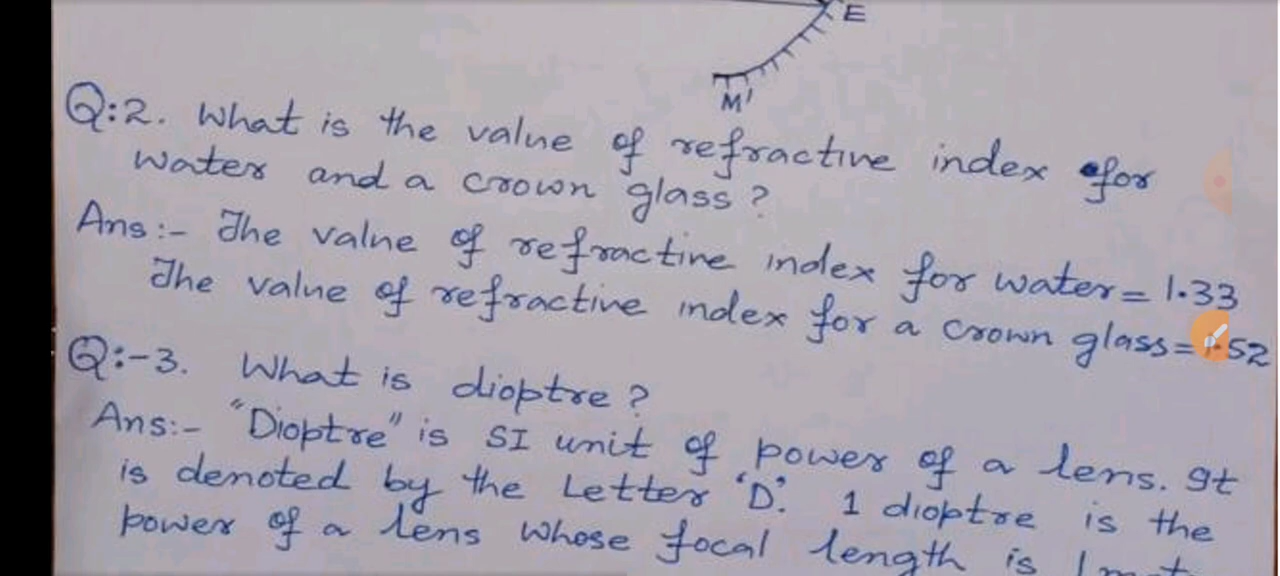 E
M'
Q:2. What is the value of refractive index for
water and a crown glass ?
Ans :- The value of refractive index for water = 1.33
The value of refractive index for a crown glass = 1.52
Q:-3. What is dioptre ?
Ans:- "Dioptre" is SI unit of power of a lens. It
is denoted by the Letter 'D'. 1 dioptre is the
power of a lens whose focal length is 1